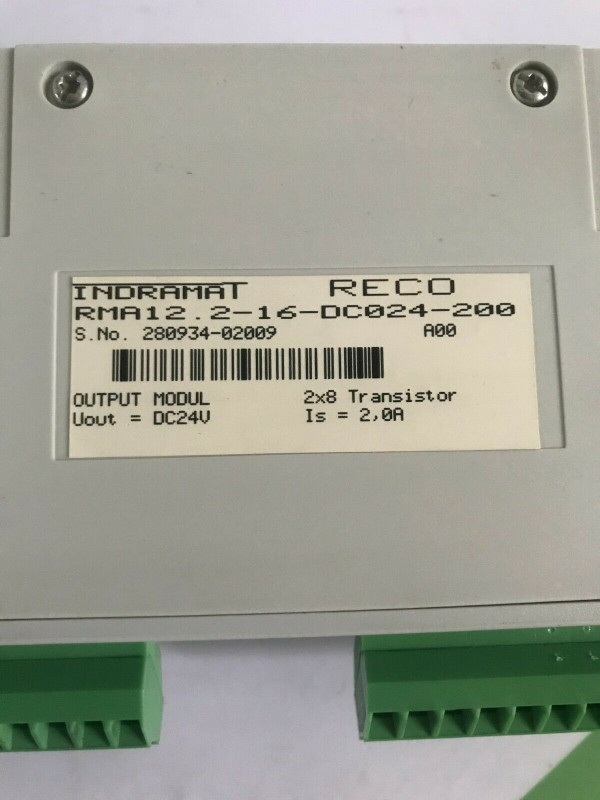 INDRAMAT RECO
RMA12.2-16-DC024-200
S.No. 280934-02009 A00
OUTPUT MODUL 2x8 Transistor
Uout = DC24V Is = 2,0A